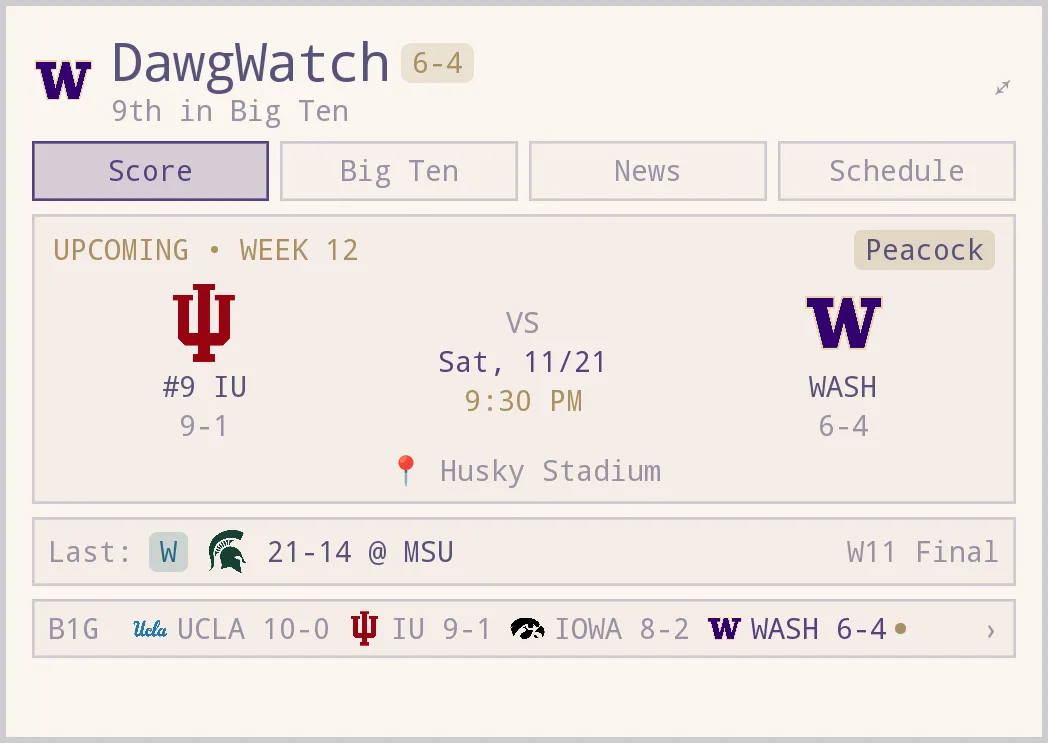 W DawgWatch 6-4
9th in Big Ten
Score Big Ten News Schedule
UPCOMING • WEEK 12 Peacock
VS
Sat, 11/21
9:30 PM
#9 IU
9-1
W
WASH
6-4
📍 Husky Stadium
Last: W 21-14 @ MSU W11 Final
B1G Ucla UCLA 10-0 IU 9-1 IOWA 8-2 W WASH 6-4 • ›